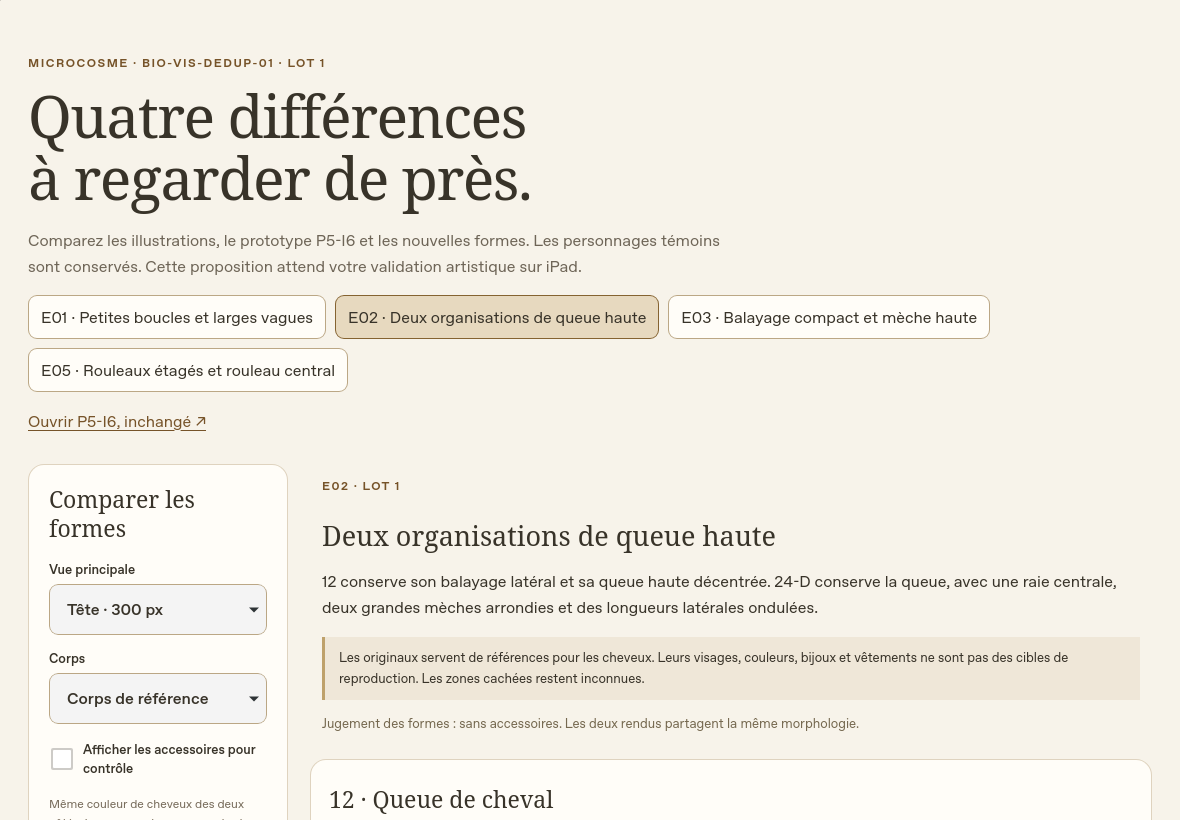 MICROCOSME · BIO-VIS-DEDUP-01 · LOT 1
Quatre différences
à regarder de près.
Comparez les illustrations, le prototype P5-I6 et les nouvelles formes. Les personnages témoins
sont conservés. Cette proposition attend votre validation artistique sur iPad.
E01 · Petites boucles et larges vagues
E02 · Deux organisations de queue haute
E03 · Balayage compact et mèche haute
E05 · Rouleaux étagés et rouleau central
Ouvrir P5-I6, inchangé ↗
Comparer les
formes
Vue principale
Tête · 300 px
Corps
Corps de référence
Afficher les accessoires pour
contrôle
Même couleur de cheveux des deux
E02 · LOT 1
Deux organisations de queue haute
12 conserve son balayage latéral et sa queue haute décentrée. 24-D conserve la queue, avec une raie centrale,
deux grandes mèches arrondies et des longueurs latérales ondulées.
Les originaux servent de références pour les cheveux. Leurs visages, couleurs, bijoux et vêtements ne sont pas des cibles de
reproduction. Les zones cachées restent inconnues.
Jugement des formes : sans accessoires. Les deux rendus partagent la même morphologie.
12 · Queue de cheval